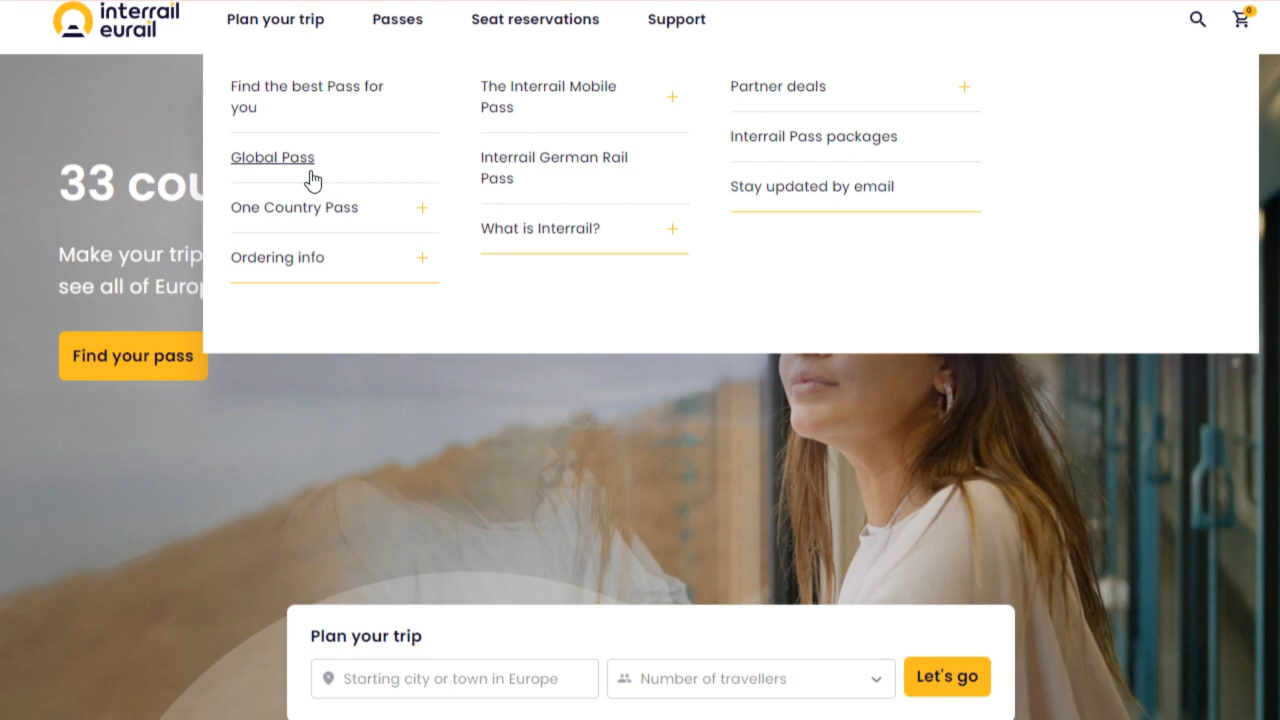 interrail
eurail
Plan your trip
Passes
Seat reservations
Support
0
Find the best Pass for
you
Global Pass
One Country Pass
Ordering info
The Interrail Mobile
Pass
Interrail German Rail
Pass
What is Interrail?
Partner deals
Interrail Pass packages
Stay updated by email
33 cou
Make your trip
see all of Europ
Find your pass
Plan your trip
Starting city or town in Europe
Number of travellers
Let's go